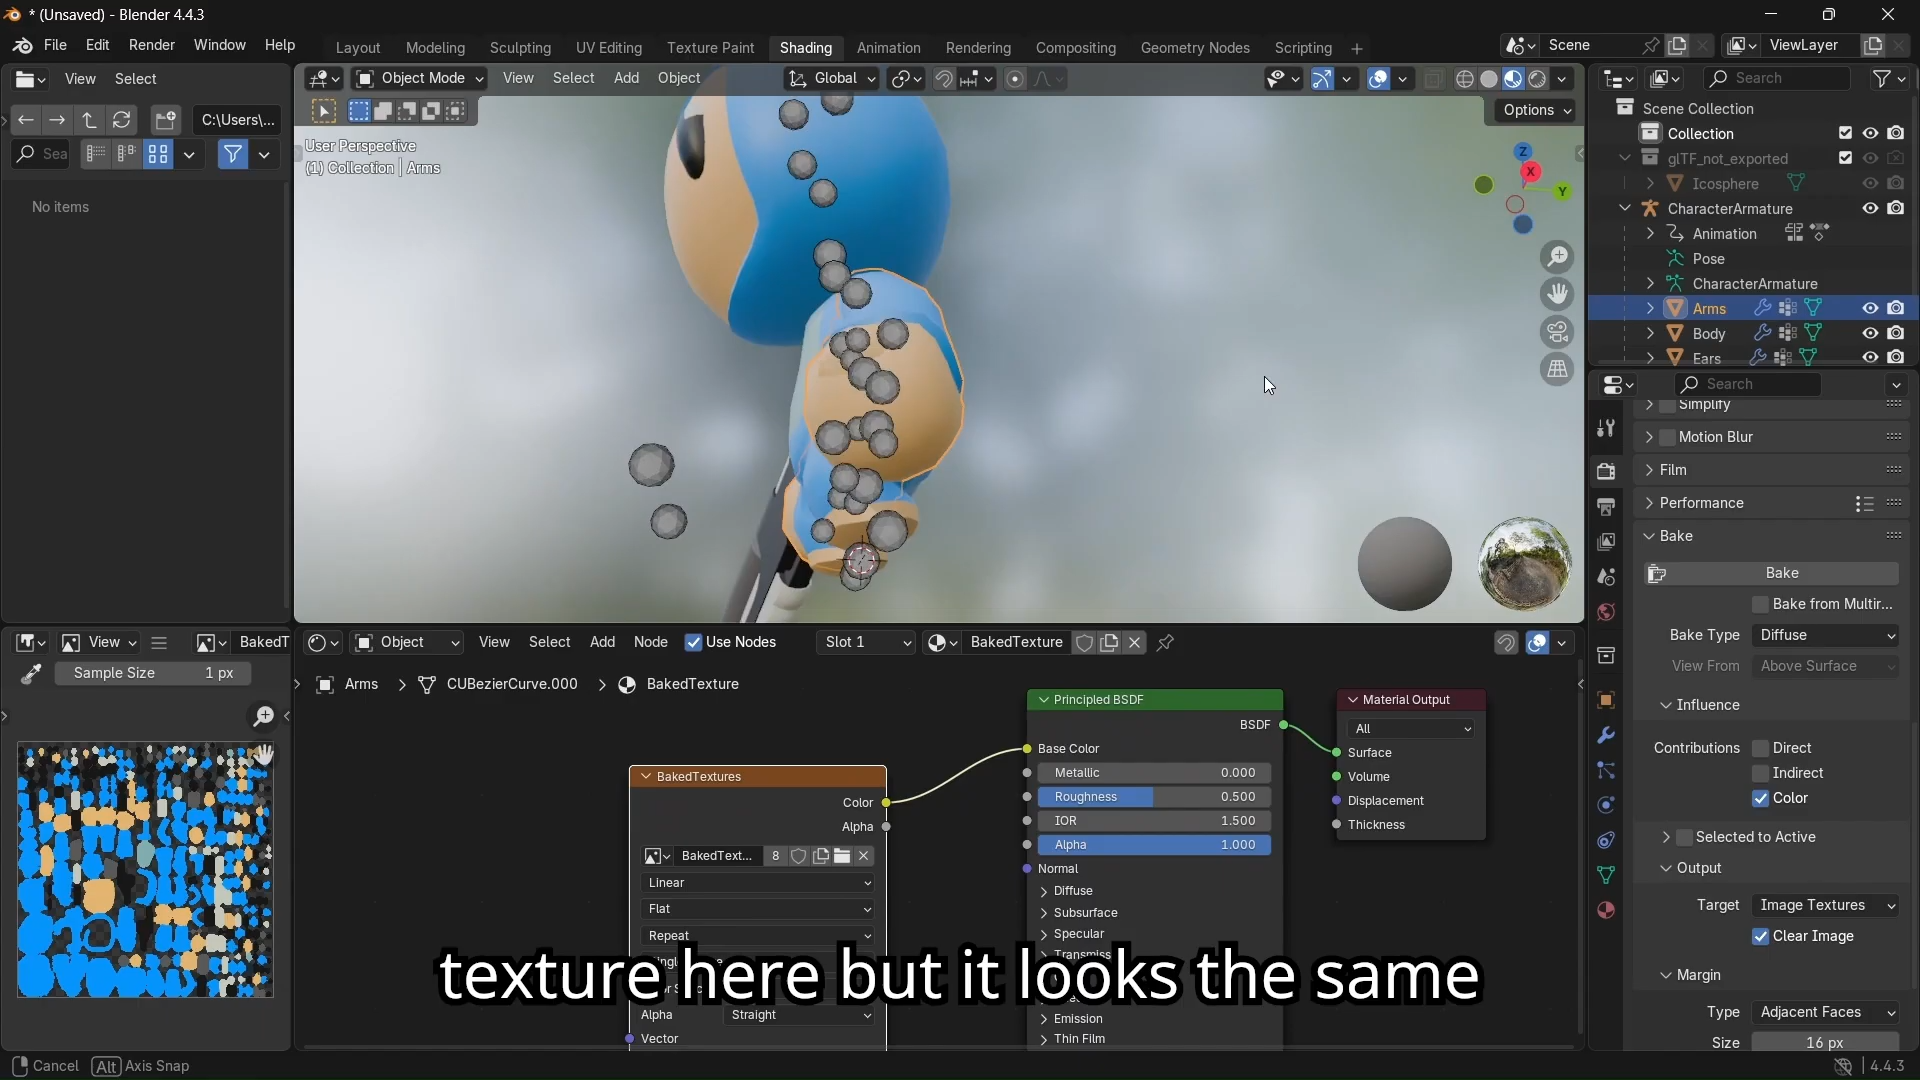 * (Unsaved) - Blender 4.4.3
File Edit Render Window Help
Layout Modeling Sculpting UV Editing Texture Paint Shading Animation Rendering Compositing Geometry Nodes Scripting +
Scene
ViewLayer
View Select
C:\Users\...
Sea
No items
Object Mode View Select Add Object
Global
Options
User Perspective
(1) Collection | Arms
Z
X
Y
Search
Scene Collection
Collection
glTF_not_exported
Icosphere
CharacterArmature
Animation
Pose
CharacterArmature
Arms
Body
Ears
Search
Simplify
Motion Blur
Film
Performance
Bake
Bake
Bake from Multir...
Bake Type Diffuse
View From Above Surface
Influence
Contributions Direct
Indirect
Color
Selected to Active
Output
Target Image Textures
Clear Image
Margin
Type Adjacent Faces
Size 16 px
View
BakedT
Sample Size 1 px
Object View Select Add Node Use Nodes Slot 1 BakedTexture
Arms > CUBezierCurve.000 > BakedTexture
BakedTextures
Color
Alpha
BakedText... 8
Linear
Flat
Repeat
Alpha Straight
Vector
Principled BSDF
BSDF
Base Color
Metallic 0.000
Roughness 0.500
IOR 1.500
Alpha 1.000
Normal
Diffuse
Subsurface
Specular
Transmiss
Emission
Thin Film
Material Output
All
Surface
Volume
Displacement
Thickness
texture here but it looks the same
Cancel Alt Axis Snap
4.4.3